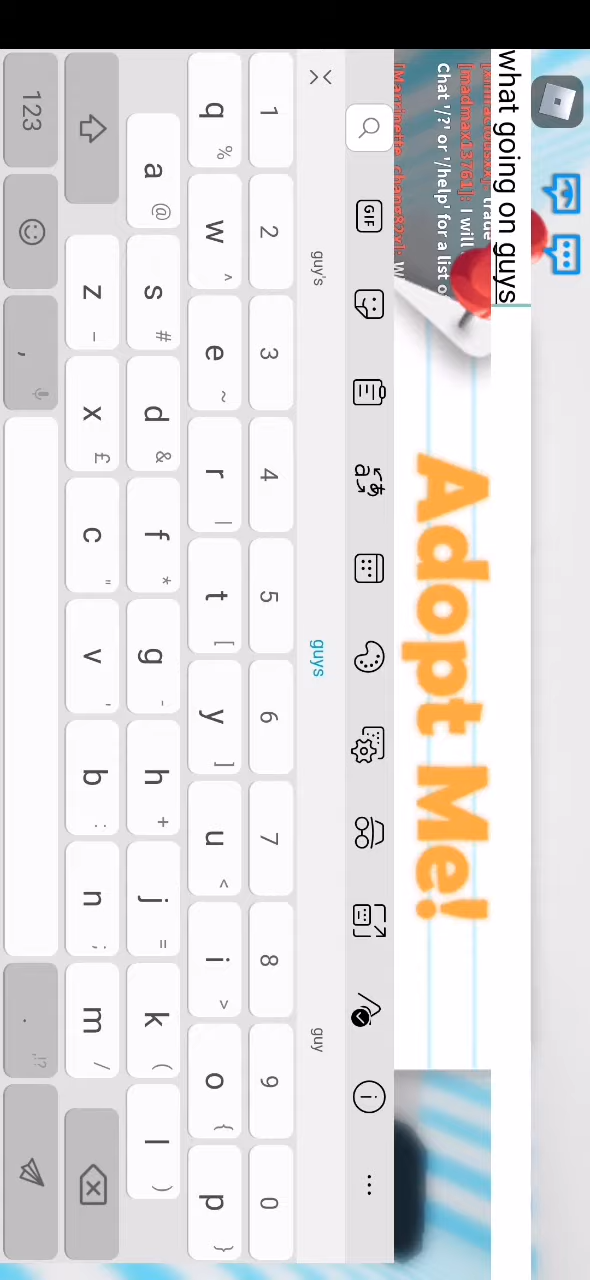 what going on guys
trade
[madmax13761]: I will
Chat '/?' or '/help' for a list o
Adopt Me!
GIF
guy's
guys
guy
1 2 3 4 5 6 7 8 9 0
q % w ^ e ~ r | t [ y ] u < i > o { p }
a @ s # d & f * g - h + j = k ( l )
z _ x £ c " v ' b : n ; m /
123 , . ,!?